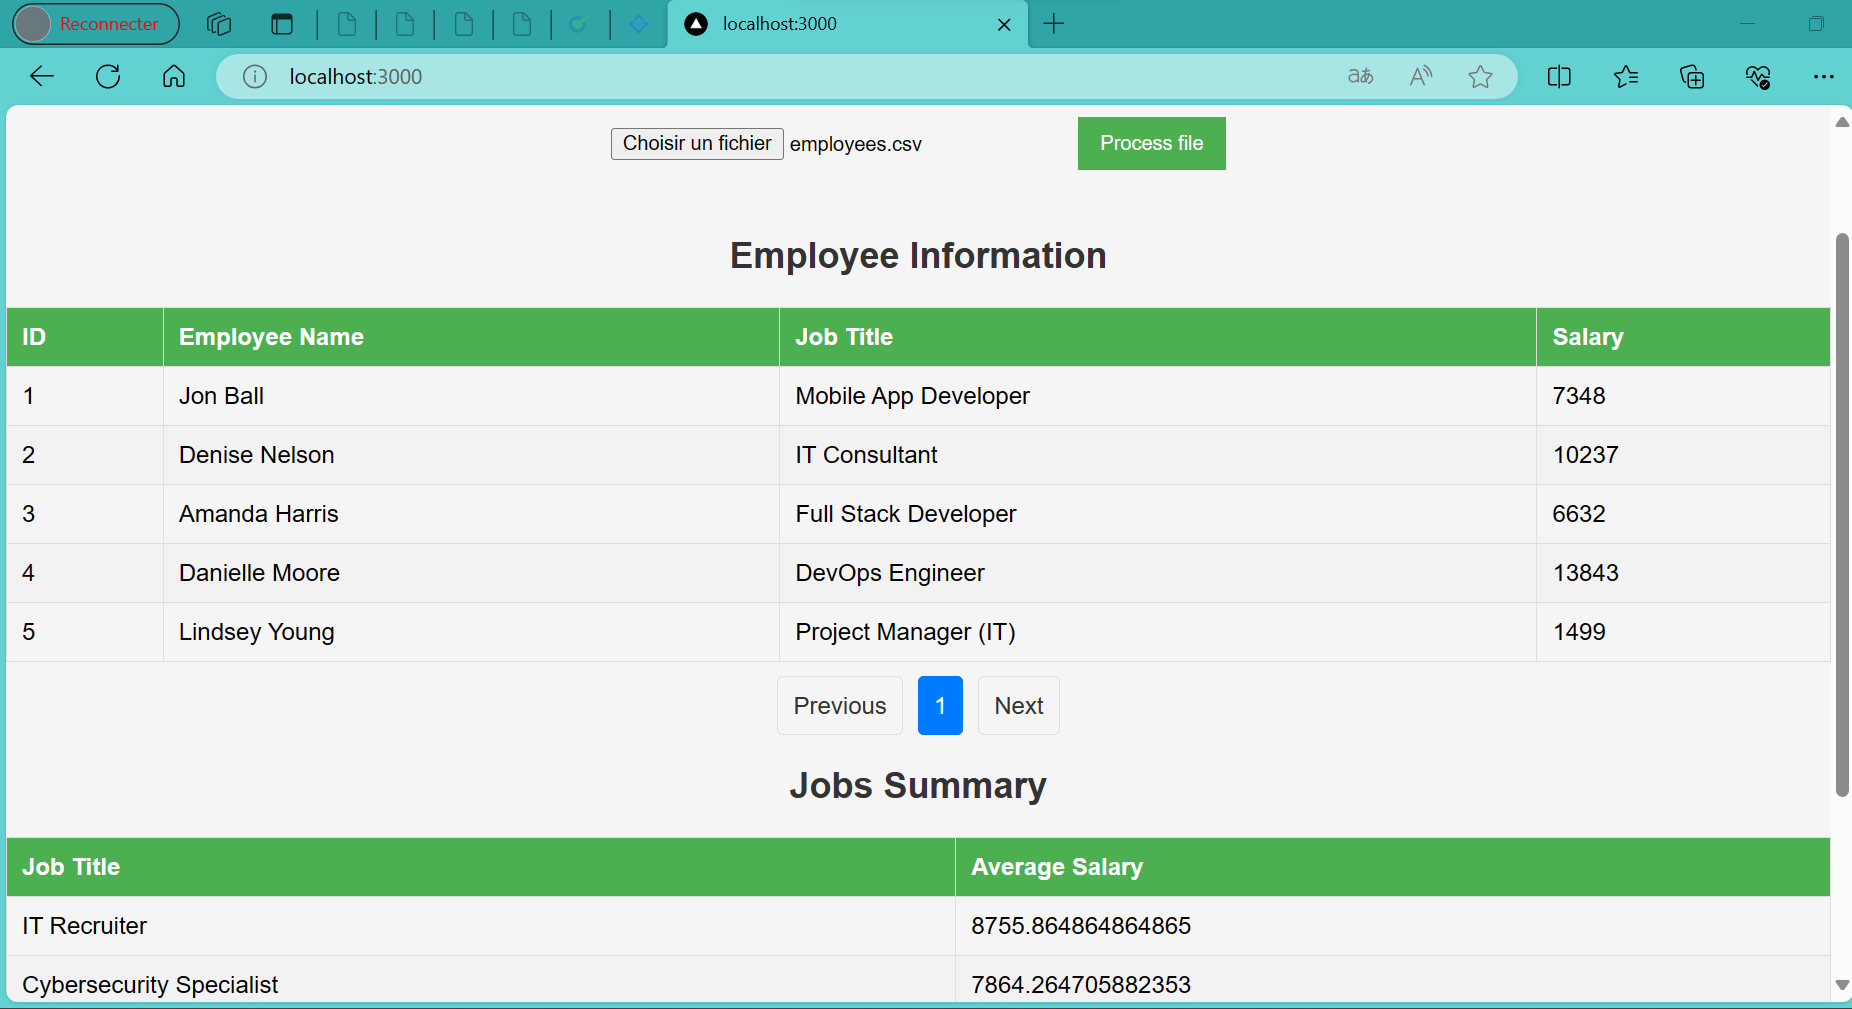 Reconnecter
localhost:3000
localhost:3000
aあ
A
Choisir un fichier employees.csv Process file
Employee Information
ID Employee Name Job Title Salary
1 Jon Ball Mobile App Developer 7348
2 Denise Nelson IT Consultant 10237
3 Amanda Harris Full Stack Developer 6632
4 Danielle Moore DevOps Engineer 13843
5 Lindsey Young Project Manager (IT) 1499
Previous 1 Next
Jobs Summary
Job Title Average Salary
IT Recruiter 8755.864864864865
Cybersecurity Specialist 7864.264705882353